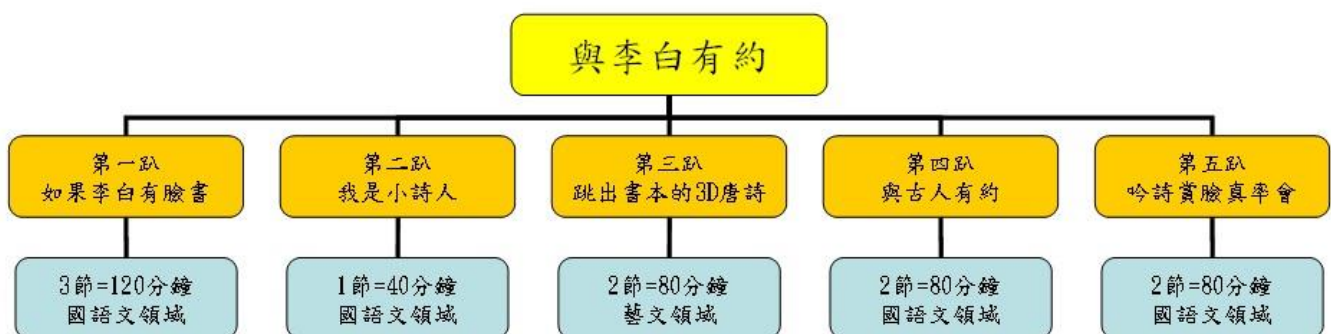 與李白有約
第一趴
如果李白有臉書
第二趴
我是小詩人
第三趴
跳出書本的3D唐詩
第四趴
與古人有約
第五趴
吟詩賞臉真率會
3節=120分鐘
國語文領域
1節=40分鐘
國語文領域
2節=80分鐘
藝文領域
2節=80分鐘
國語文領域
2節=80分鐘
國語文領域